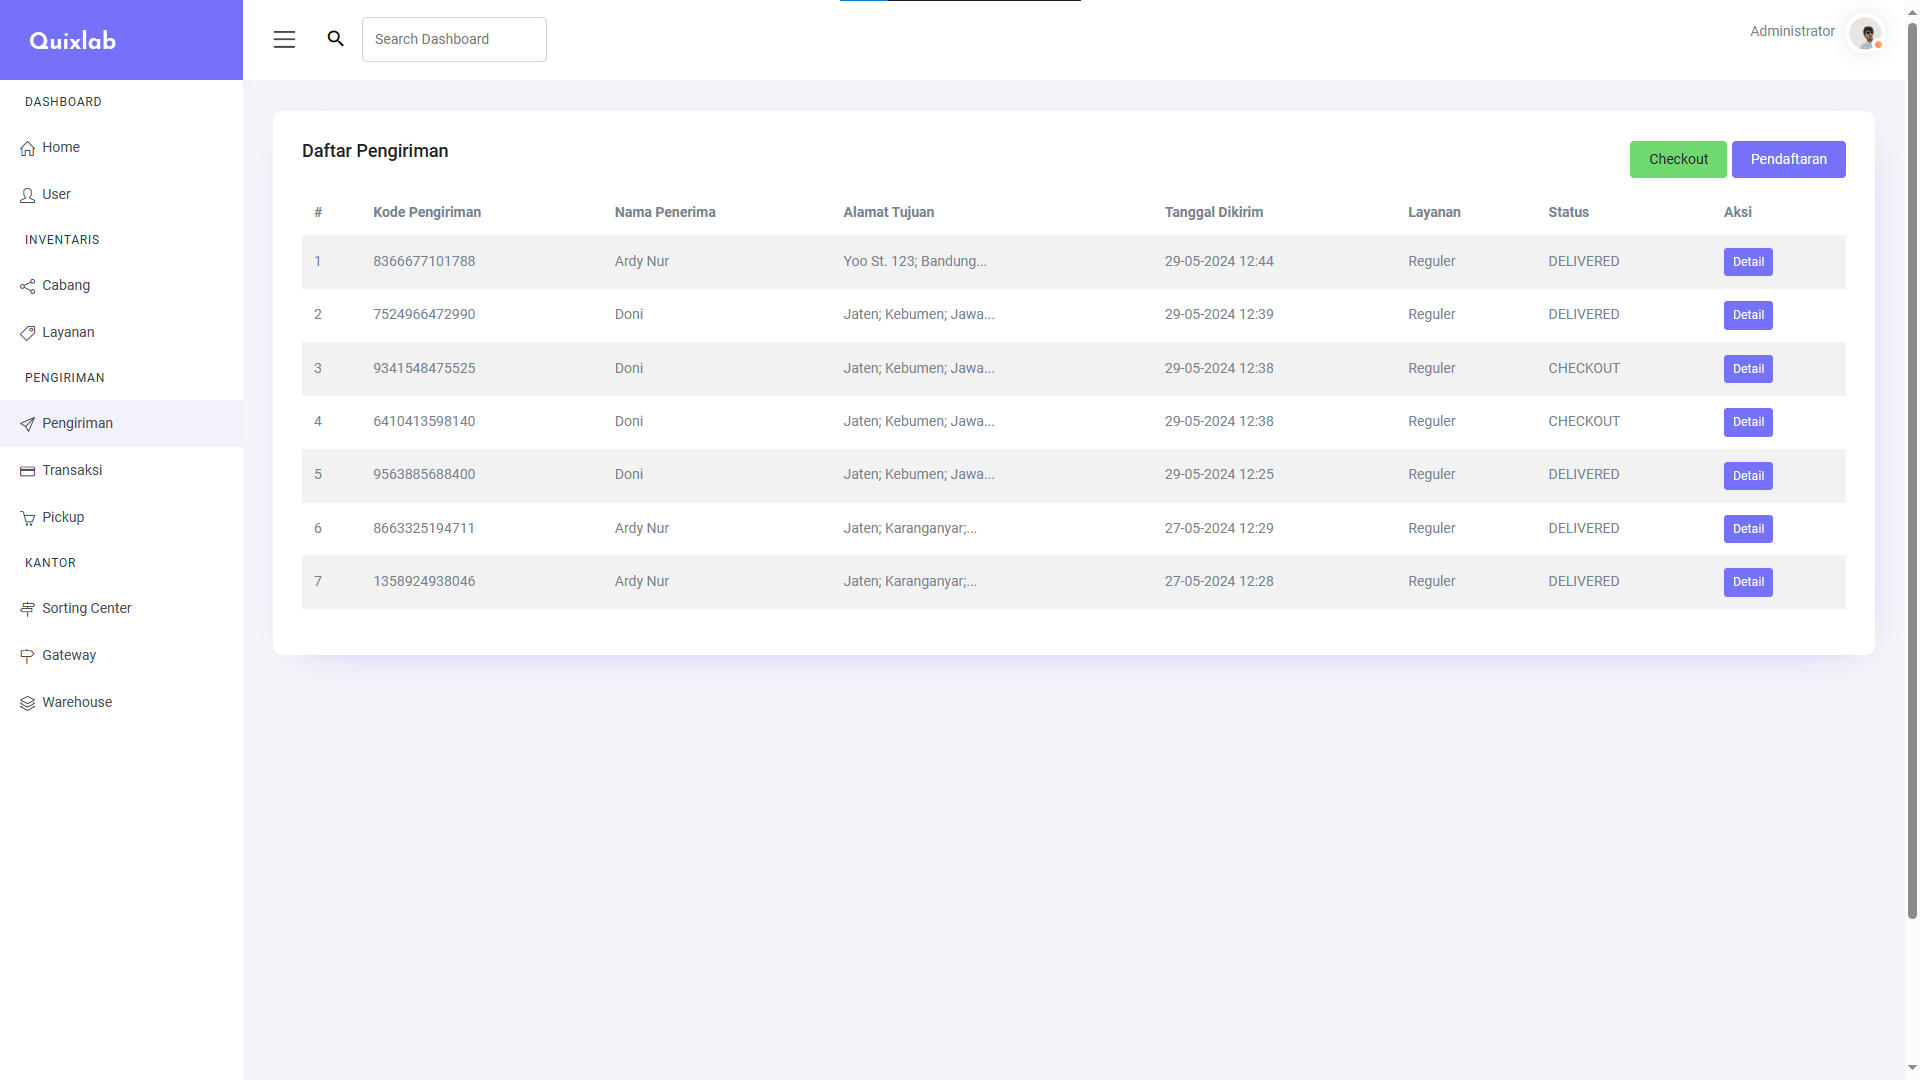 Quixlab
Search Dashboard
Administrator
DASHBOARD
Home
User
INVENTARIS
Cabang
Layanan
PENGIRIMAN
Pengiriman
Transaksi
Pickup
KANTOR
Sorting Center
Gateway
Warehouse
Daftar Pengiriman
Checkout Pendaftaran
# Kode Pengiriman Nama Penerima Alamat Tujuan Tanggal Dikirim Layanan Status Aksi
1 8366677101788 Ardy Nur Yoo St. 123; Bandung... 29-05-2024 12:44 Reguler DELIVERED Detail
2 7524966472990 Doni Jaten; Kebumen; Jawa... 29-05-2024 12:39 Reguler DELIVERED Detail
3 9341548475525 Doni Jaten; Kebumen; Jawa... 29-05-2024 12:38 Reguler CHECKOUT Detail
4 6410413598140 Doni Jaten; Kebumen; Jawa... 29-05-2024 12:38 Reguler CHECKOUT Detail
5 9563885688400 Doni Jaten; Kebumen; Jawa... 29-05-2024 12:25 Reguler DELIVERED Detail
6 8663325194711 Ardy Nur Jaten; Karanganyar;... 27-05-2024 12:29 Reguler DELIVERED Detail
7 1358924938046 Ardy Nur Jaten; Karanganyar;... 27-05-2024 12:28 Reguler DELIVERED Detail